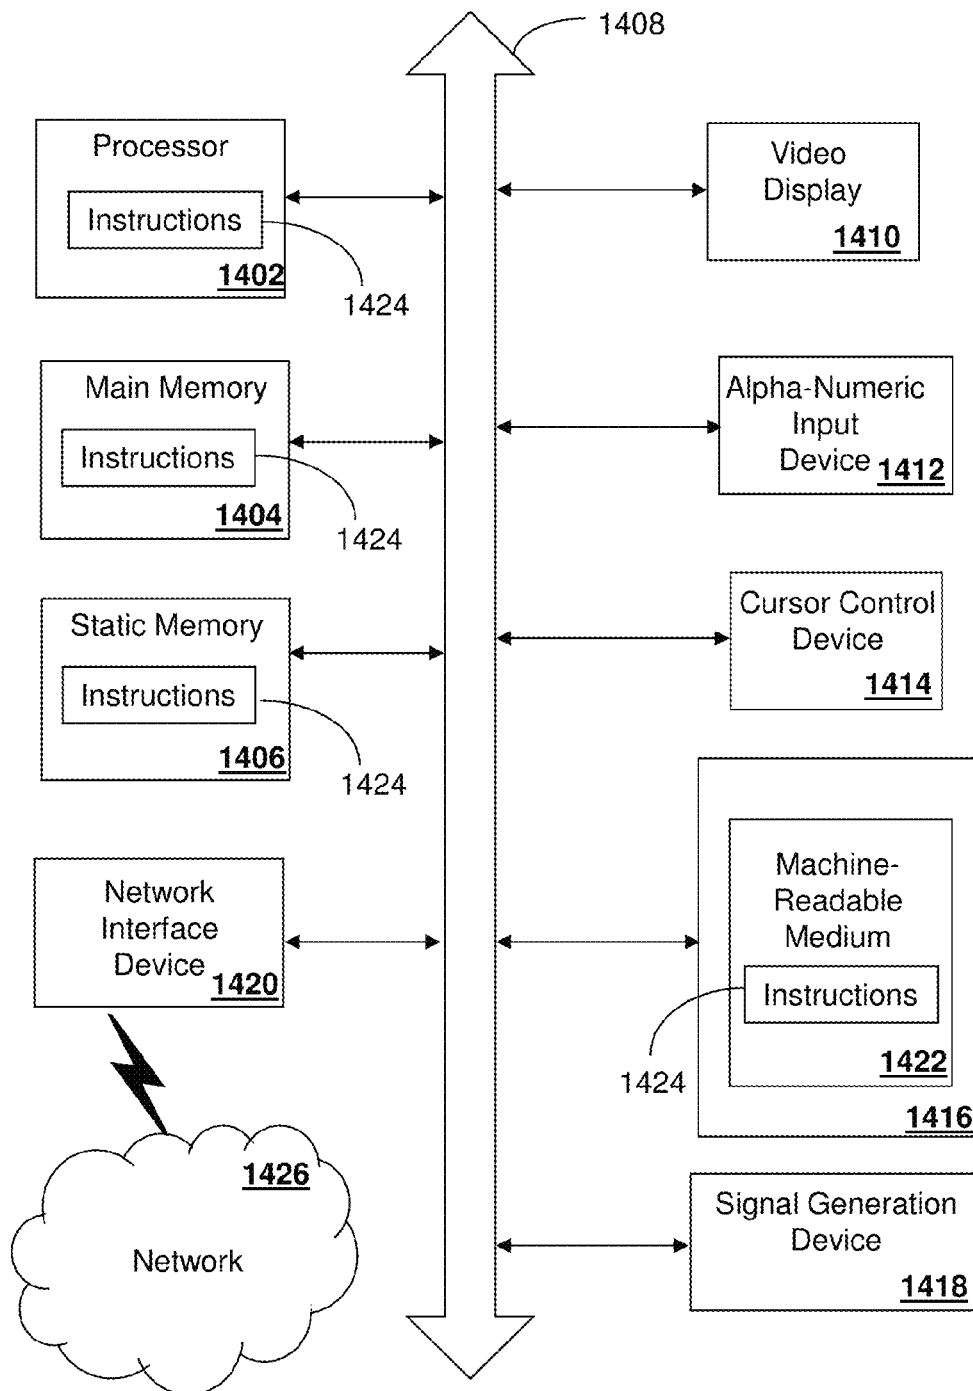 1408
Processor
Instructions
1402
1424
Main Memory
Instructions
1404
1424
Static Memory
Instructions
1406
1424
Network
Interface
Device
1420
1426
Network
Video
Display
1410
Alpha-Numeric
Input
Device
1412
Cursor Control
Device
1414
Machine-
Readable
Medium
Instructions
1424
1422
1416
Signal Generation
Device
1418